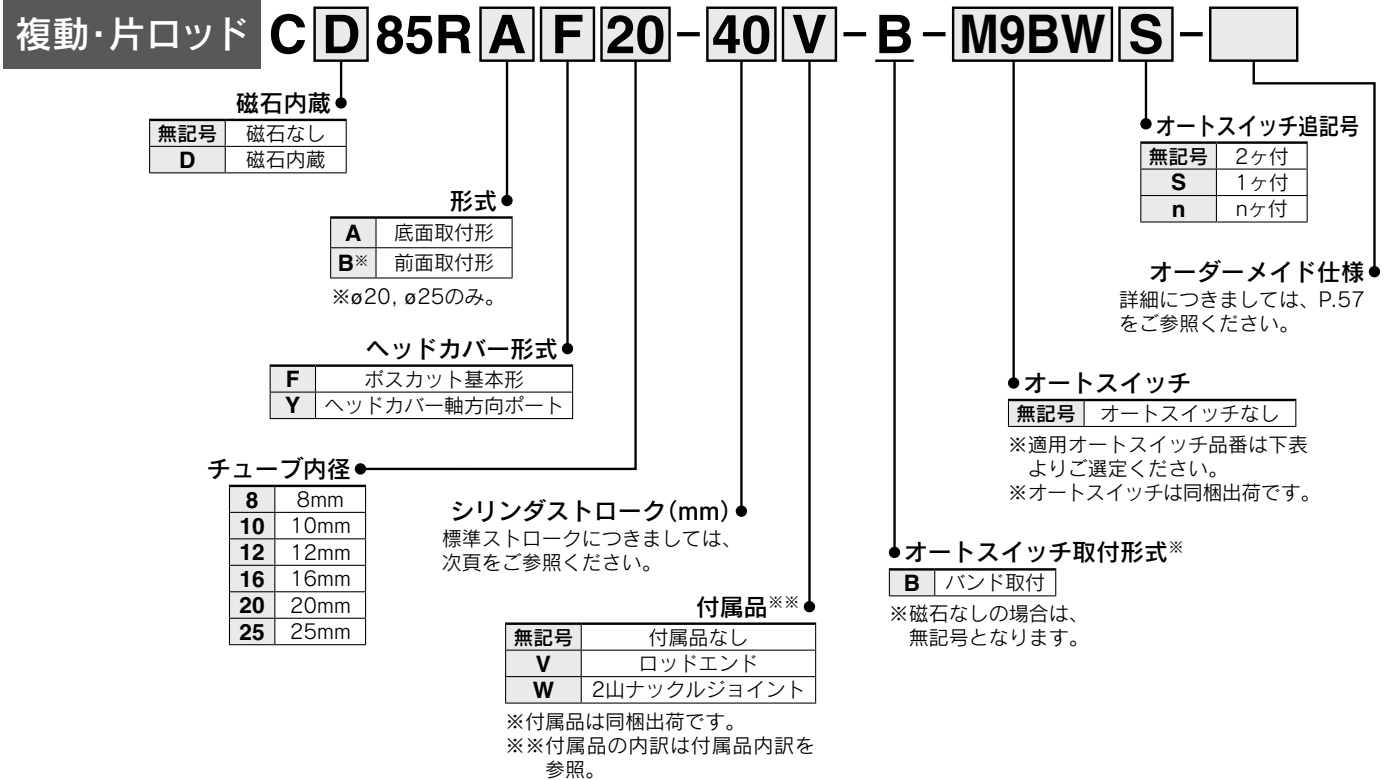 複動・片ロッド CD85RAF20-40V-B-M9BWS-
磁石内蔵
無記号 磁石なし
D 磁石内蔵
形式
A 底面取付形
B※ 前面取付形
※ø20, ø25のみ。
ヘッドカバー形式
F ボスカット基本形
Y ヘッドカバー軸方向ポート
チューブ内径
8 8mm
10 10mm
12 12mm
16 16mm
20 20mm
25 25mm
シリンダストローク(mm)
標準ストロークにつきましては、
次頁をご参照ください。
付属品※※
無記号 付属品なし
V ロッドエンド
W 2山ナックルジョイント
※付属品は同梱出荷です。
※※付属品の内訳は付属品内訳を
参照。
オートスイッチ取付形式※
B バンド取付
※磁石なしの場合は、
無記号となります。
オートスイッチ
無記号 オートスイッチなし
※適用オートスイッチ品番は下表
よりご選定ください。
※オートスイッチは同梱出荷です。
オートスイッチ追記号
無記号 2ヶ付
S 1ヶ付
n nヶ付
オーダーメイド仕様
詳細につきましては、P.57
をご参照ください。